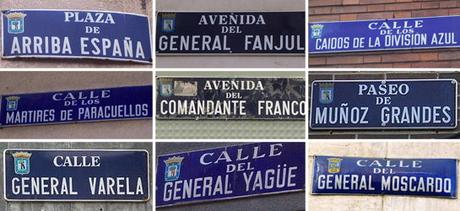 PLAZA
DE
ARRIBA ESPAÑA
AVENIDA
DEL
GENERAL FANJUL
CALLE
DE LOS
CAIDOS DE LA DIVISIÓN AZUL
CALLE
DE LOS
MARTIRES DE PARACUELLOS
AVENIDA
DEL
COMANDANTE FRANCO
PASEO
DE
MUÑOZ GRANDES
CALLE
DEL
GENERAL VARELA
CALLE
DEL
GENERAL YAGÜE
CALLE
DEL
GENERAL MOSCARDO